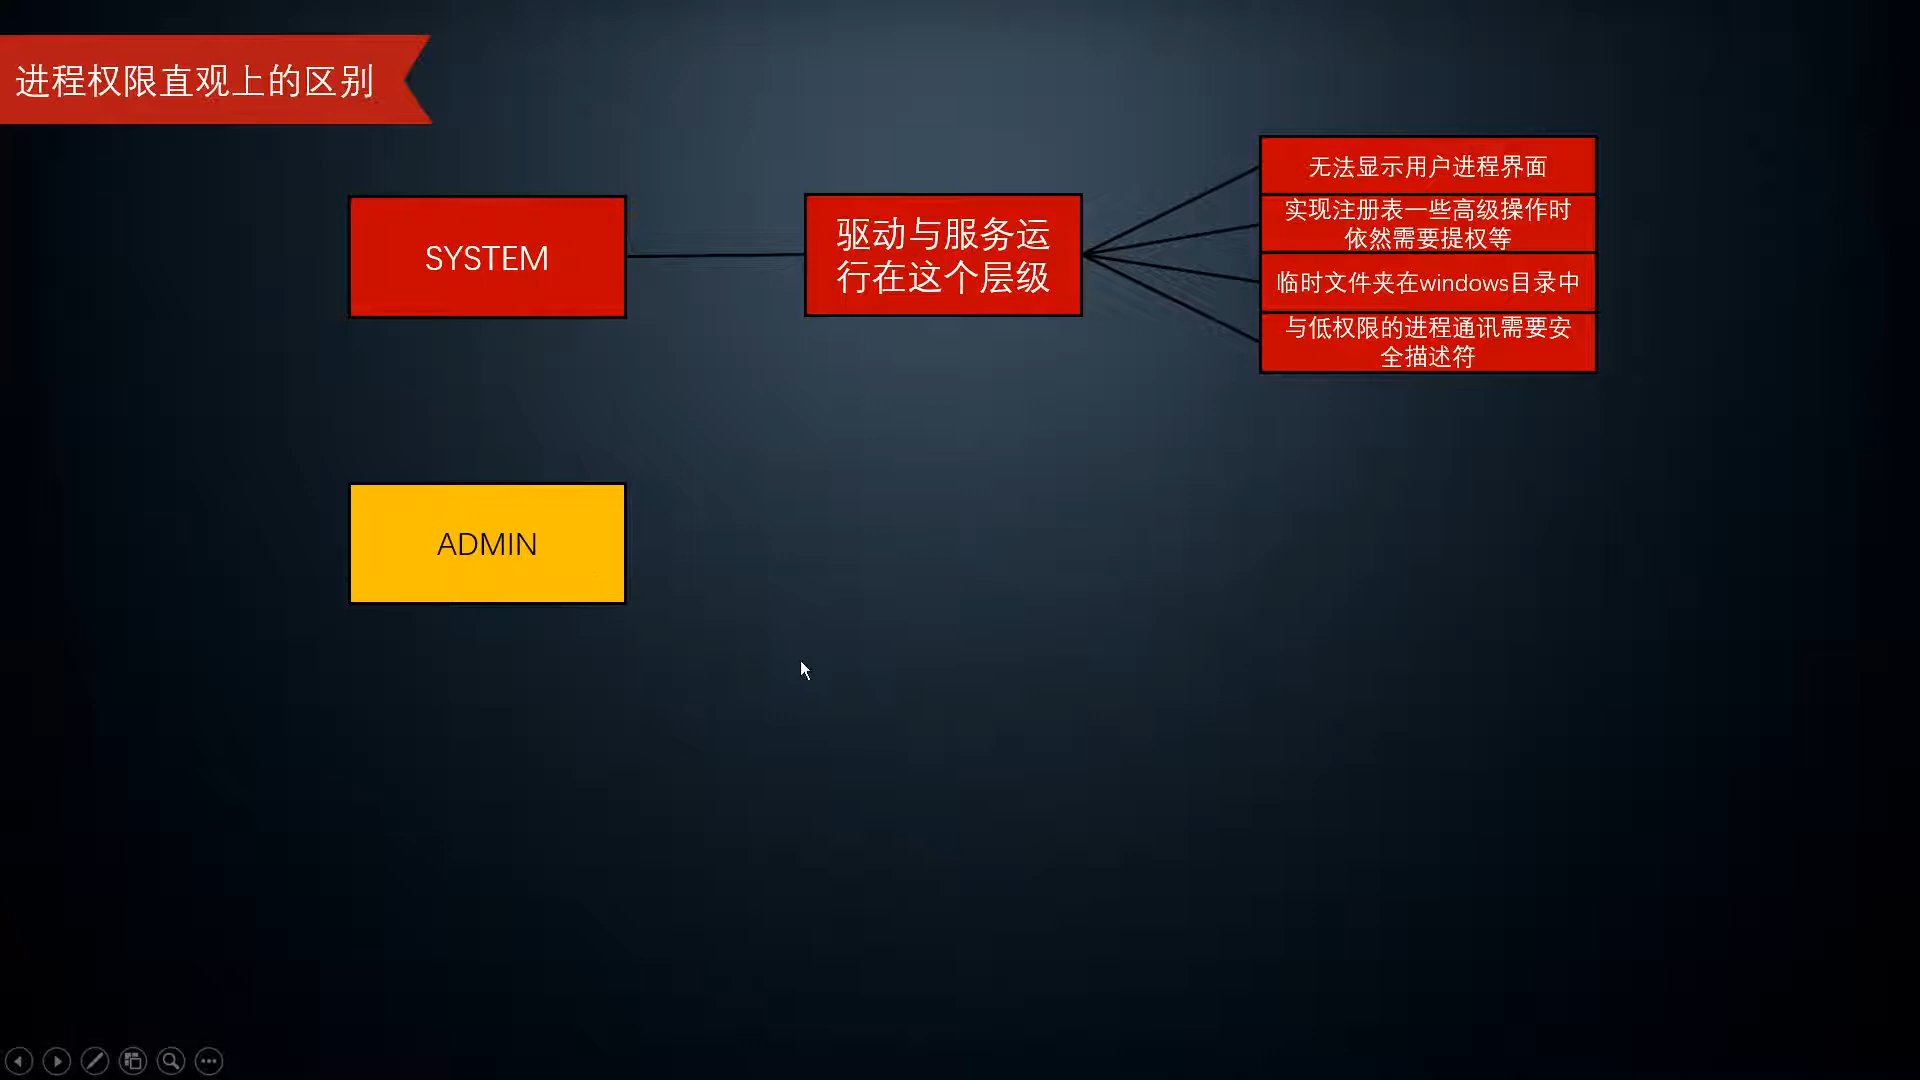 进程权限直观上的区别
SYSTEM
驱动与服务运
行在这个层级
无法显示用户进程界面
实现注册表一些高级操作时
依然需要提权等
临时文件夹在windows目录中
与低权限的进程通讯需要安
全描述符
ADMIN